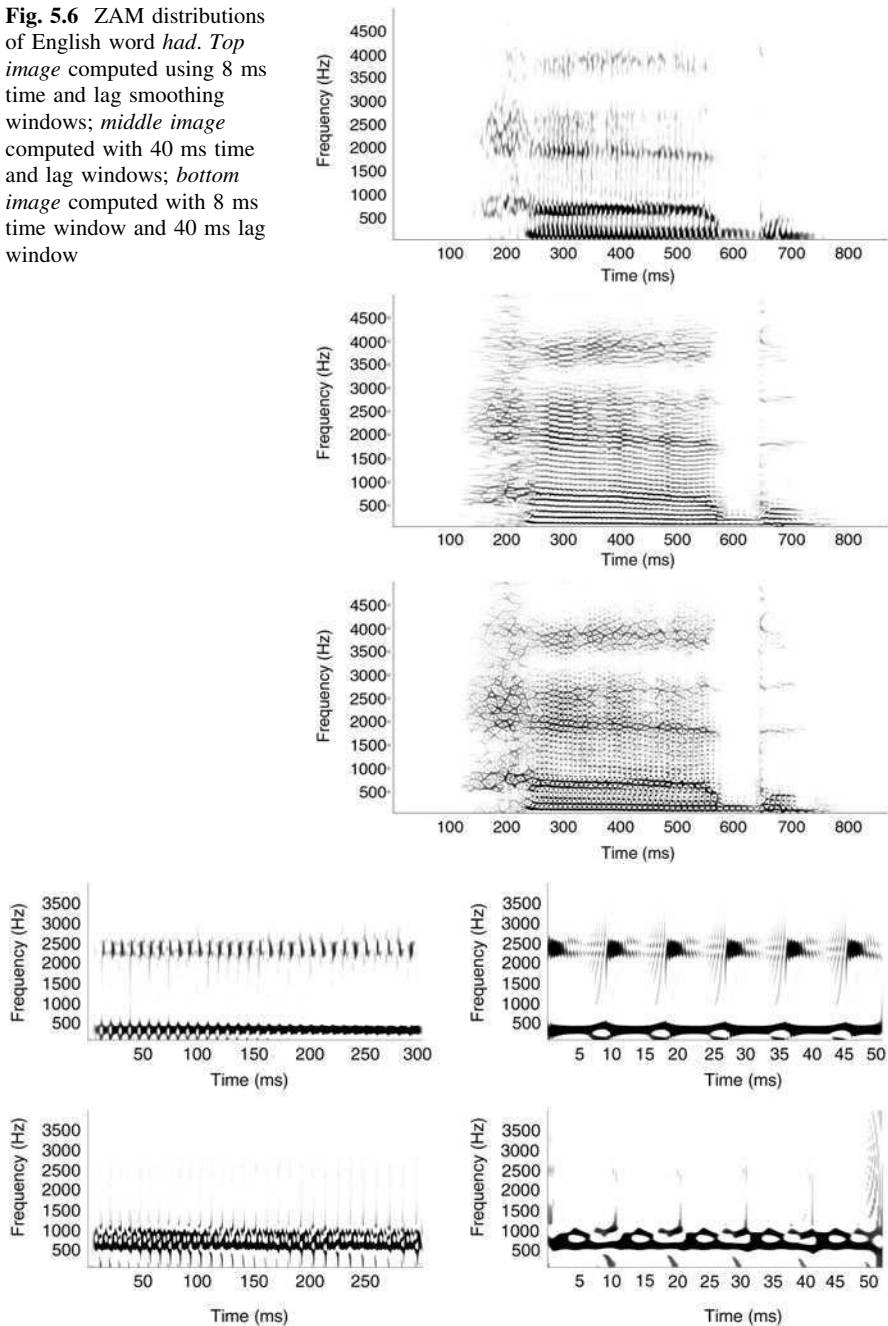 Fig. 5.6 ZAM distributions
of English word had. Top
image computed using 8 ms
time and lag smoothing
windows; middle image
computed with 40 ms time
and lag windows; bottom
image computed with 8 ms
time window and 40 ms lag
window
Frequency (Hz)
4500
4000
3500
3000
2500
2000
1500
1000
500
100 200 300 400 500 600 700 800
Time (ms)
Frequency (Hz)
4500
4000
3500
3000
2500
2000
1500
1000
500
100 200 300 400 500 600 700 800
Time (ms)
Frequency (Hz)
4500
4000
3500
3000
2500
2000
1500
1000
500
100 200 300 400 500 600 700 800
Time (ms)
Frequency (Hz)
3500
3000
2500
2000
1500
1000
500
50 100 150 200 250 300
Time (ms)
Frequency (Hz)
3500
3000
2500
2000
1500
1000
500
5 10 15 20 25 30 35 40 45 50
Time (ms)
Frequency (Hz)
3500
3000
2500
2000
1500
1000
500
50 100 150 200 250
Time (ms)
Frequency (Hz)
3500
3000
2500
2000
1500
1000
500
5 10 15 20 25 30 35 40 45 50
Time (ms)